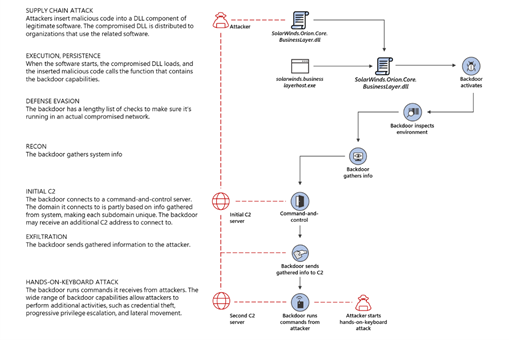 SUPPLY CHAIN ATTACK
Attackers insert malicious code into a DLL component of
legitimate software. The compromised DLL is distributed to
organizations that use the related software.
EXECUTION, PERSISTENCE
When the software starts, the compromised DLL loads, and
the inserted malicious code calls the function that contains
the backdoor capabilities.
DEFENSE EVASION
The backdoor has a lengthy list of checks to make sure it's
running in an actual compromised network.
RECON
The backdoor gathers system info
INITIAL C2
The backdoor connects to a command-and-control server.
The domain it connects to is partly based on info gathered
from system, making each subdomain unique. The backdoor
may receive an additional C2 address to connect to.
EXFILTRATION
The backdoor sends gathered information to the attacker.
HANDS-ON-KEYBOARD ATTACK
The backdoor runs commands it receives from attackers. The
wide range of backdoor capabilities allow attackers to
perform additional activities, such as credential theft,
progressive privilege escalation, and lateral movement.
Attacker
SolarWinds.Orion.Core.
BusinessLayer.dll
solarwinds.business
layerhost.exe
SolarWinds.Orion.Core.
BusinessLayer.dll
Backdoor
activates
Backdoor inspects
environment
Backdoor
gathers info
Initial C2
server
Command-and-
control
Backdoor sends
gathered info to C2
Second C2
server
Backdoor runs
commands from
attacker
Attacker starts
hands-on-keyboard
attack